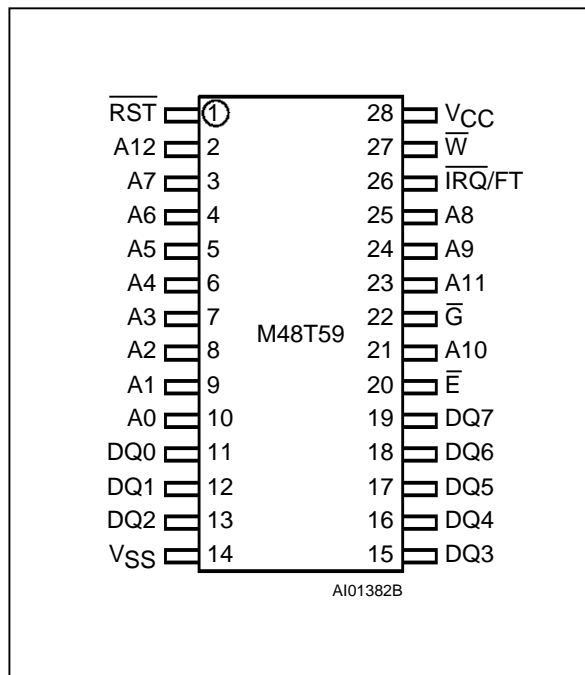 R̅S̅T̅ 1 28 VCC
A12 2 27 W̅
A7 3 26 I̅R̅Q̅/FT
A6 4 25 A8
A5 5 24 A9
A4 6 23 A11
A3 7 22 G̅
M48T59
A2 8 21 A10
A1 9 20 E̅
A0 10 19 DQ7
DQ0 11 18 DQ6
DQ1 12 17 DQ5
DQ2 13 16 DQ4
VSS 14 15 DQ3
AI01382B